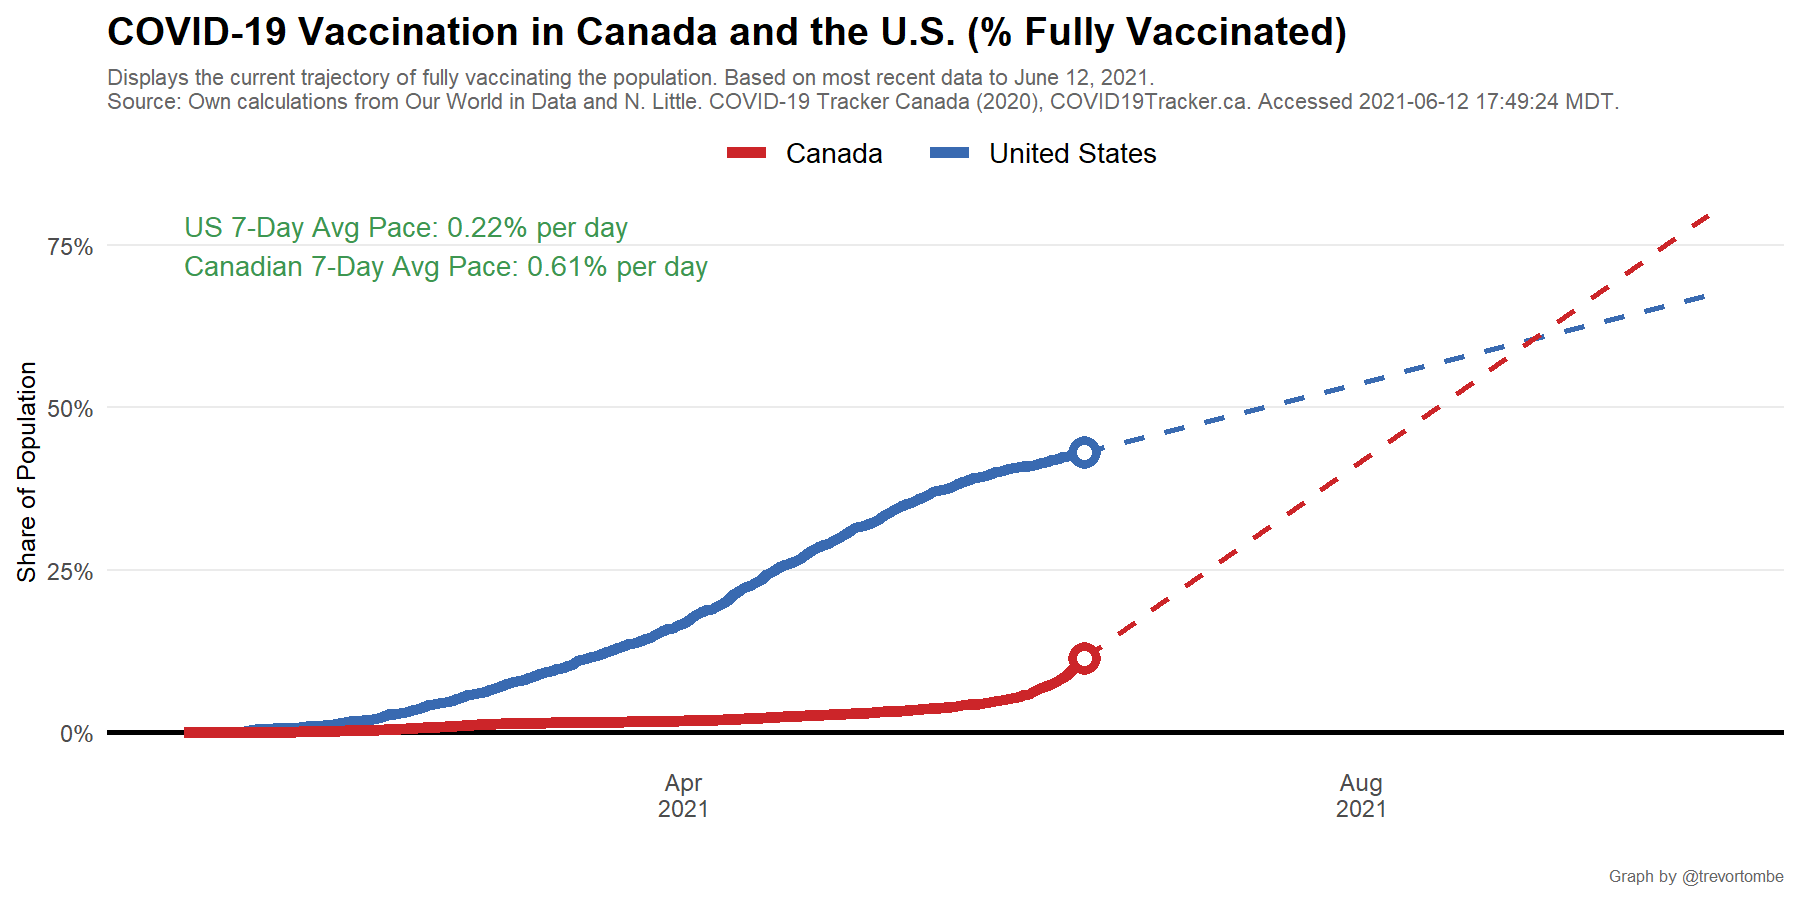 COVID-19 Vaccination in Canada and the U.S. (% Fully Vaccinated)
Displays the current trajectory of fully vaccinating the population. Based on most recent data to June 12, 2021.
Source: Own calculations from Our World in Data and N. Little. COVID-19 Tracker Canada (2020), COVID19Tracker.ca. Accessed 2021-06-12 17:49:24 MDT.
Canada
United States
US 7-Day Avg Pace: 0.22% per day
Canadian 7-Day Avg Pace: 0.61% per day
75%
50%
25%
0%
Share of Population
Apr
2021
Aug
2021
Graph by @trevortombe